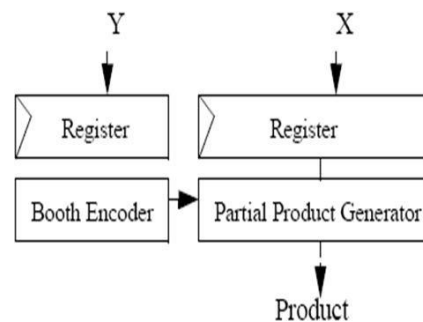 Y X
Register Register
Booth Encoder Partial Product Generator
Product